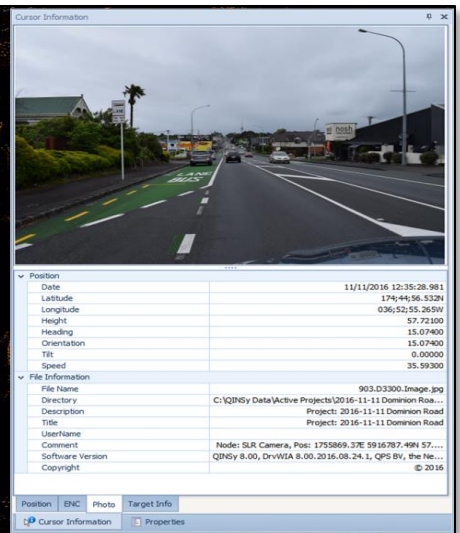 Cursor Information
LANE
LANE
BUS
nosh
Position
Date 11/11/2016 12:35:28.981
Latitude 174;44;56.532N
Longitude 036;52;55.265W
Height 57.72100
Heading 15.07400
Orientation 15.07400
Tilt 0.00000
Speed 35.59300
File Information
File Name 903.D3300.Image.jpg
Directory C:\QINSy Data\Active Projects\2016-11-11 Dominion Roa...
Description Project: 2016-11-11 Dominion Road
Title Project: 2016-11-11 Dominion Road
UserName
Comment Node: SLR Camera, Pos: 1755869.37E 5916787.49N 57....
Software Version QINSy 8.00, DrvWIA 8.00.2016.08.24.1, QPS BV, the Ne...
Copyright © 2016
Position ENC Photo Target Info
Cursor Information Properties